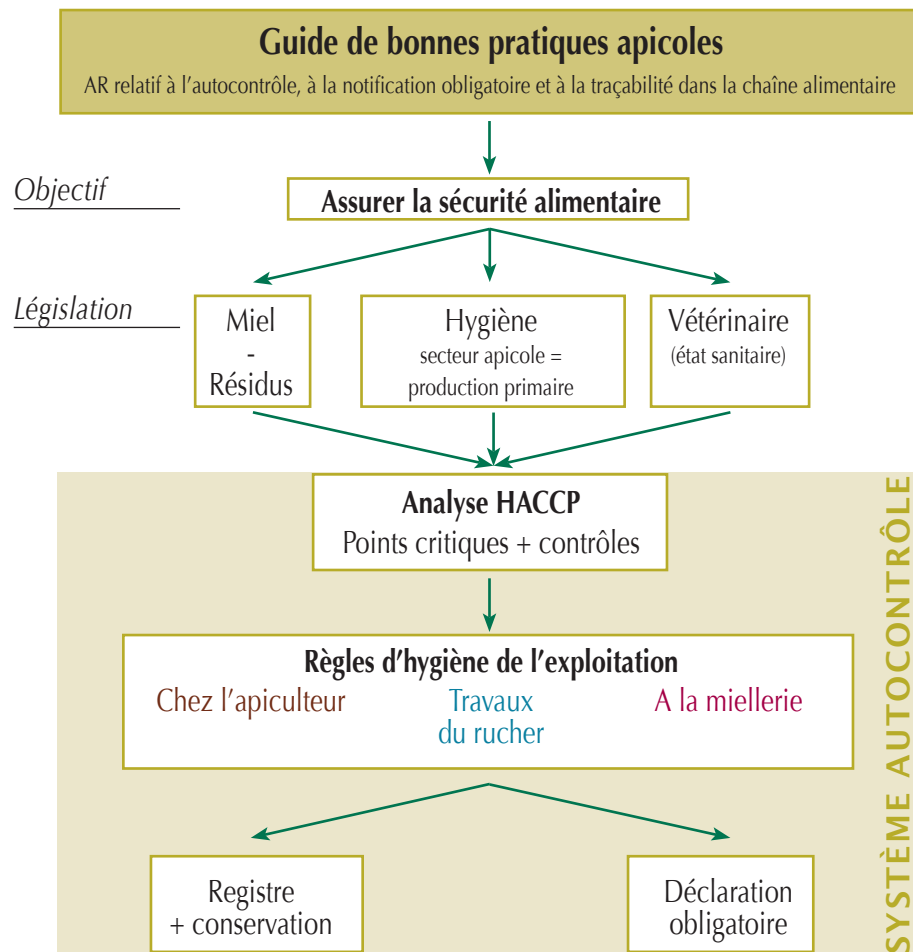 Guide de bonnes pratiques apicoles
AR relatif à l'autocontrôle, à la notification obligatoire et à la traçabilité dans la chaîne alimentaire
Objectif
Assurer la sécurité alimentaire
Législation
Miel
-
Résidus
Hygiène
secteur apicole =
production primaire
Vétérinaire
(état sanitaire)
Analyse HACCP
Points critiques + contrôles
Règles d'hygiène de l'exploitation
Chez l'apiculteur
Travaux
du rucher
A la miellerie
Registre
+ conservation
Déclaration
obligatoire
SYSTÈME AUTOCONTRÔLE